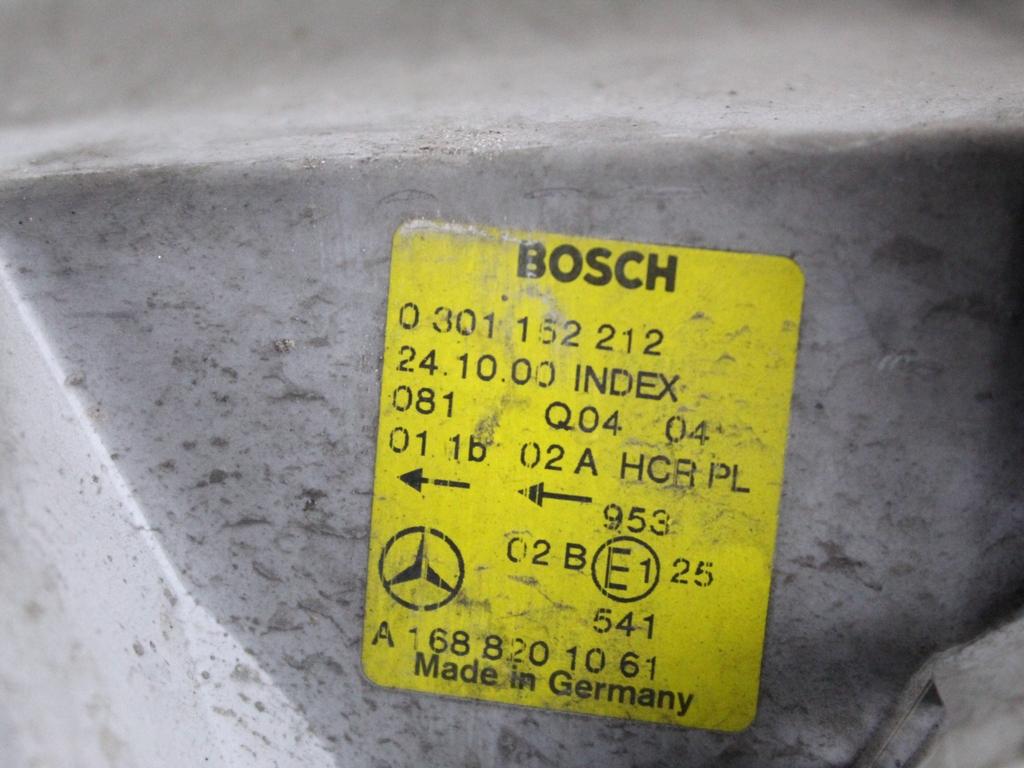 BOSCH
0 301 152 212
24.10.00 INDEX
081 Q04 04
01 1b 02 A HCR PL
953
02 B E1 25
541
A 168 820 10 61
Made in Germany